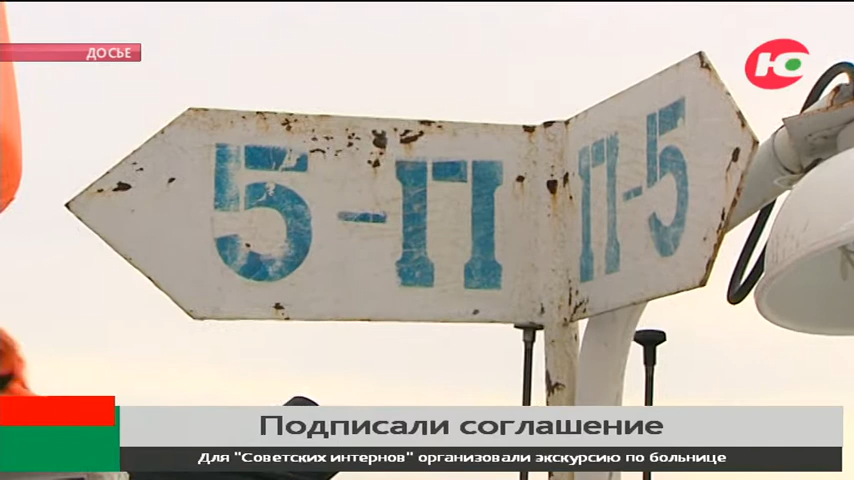 ДОСЬЕ
Ю
5-П
П-5
Подписали соглашение
Для "Советских интернов" организовали экскурсию по больнице